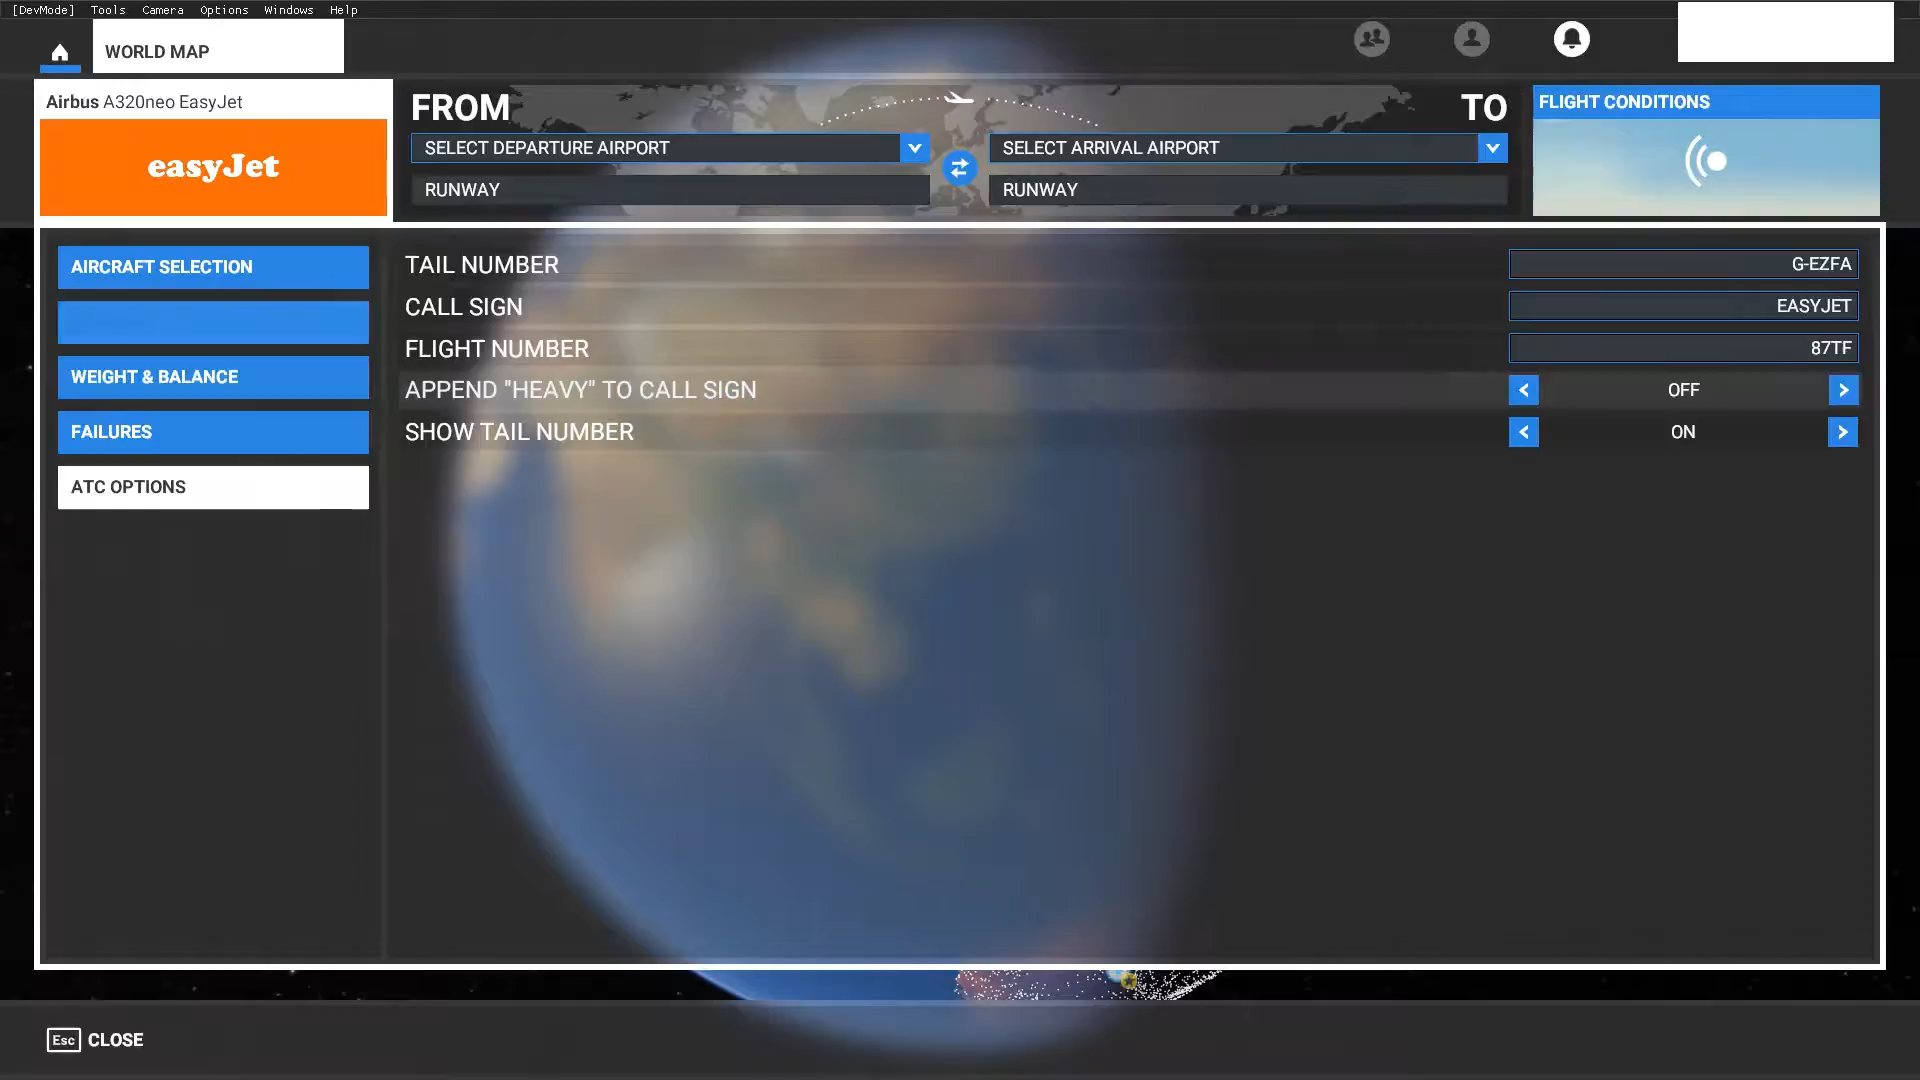 [DevMode] Tools Camera Options Windows Help
WORLD MAP
Airbus A320neo EasyJet
easyJet
FROM
TO
SELECT DEPARTURE AIRPORT
SELECT ARRIVAL AIRPORT
RUNWAY
RUNWAY
FLIGHT CONDITIONS
AIRCRAFT SELECTION
WEIGHT & BALANCE
FAILURES
ATC OPTIONS
TAIL NUMBER
G-EZFA
CALL SIGN
EASYJET
FLIGHT NUMBER
87TF
APPEND "HEAVY" TO CALL SIGN
OFF
SHOW TAIL NUMBER
ON
Esc CLOSE